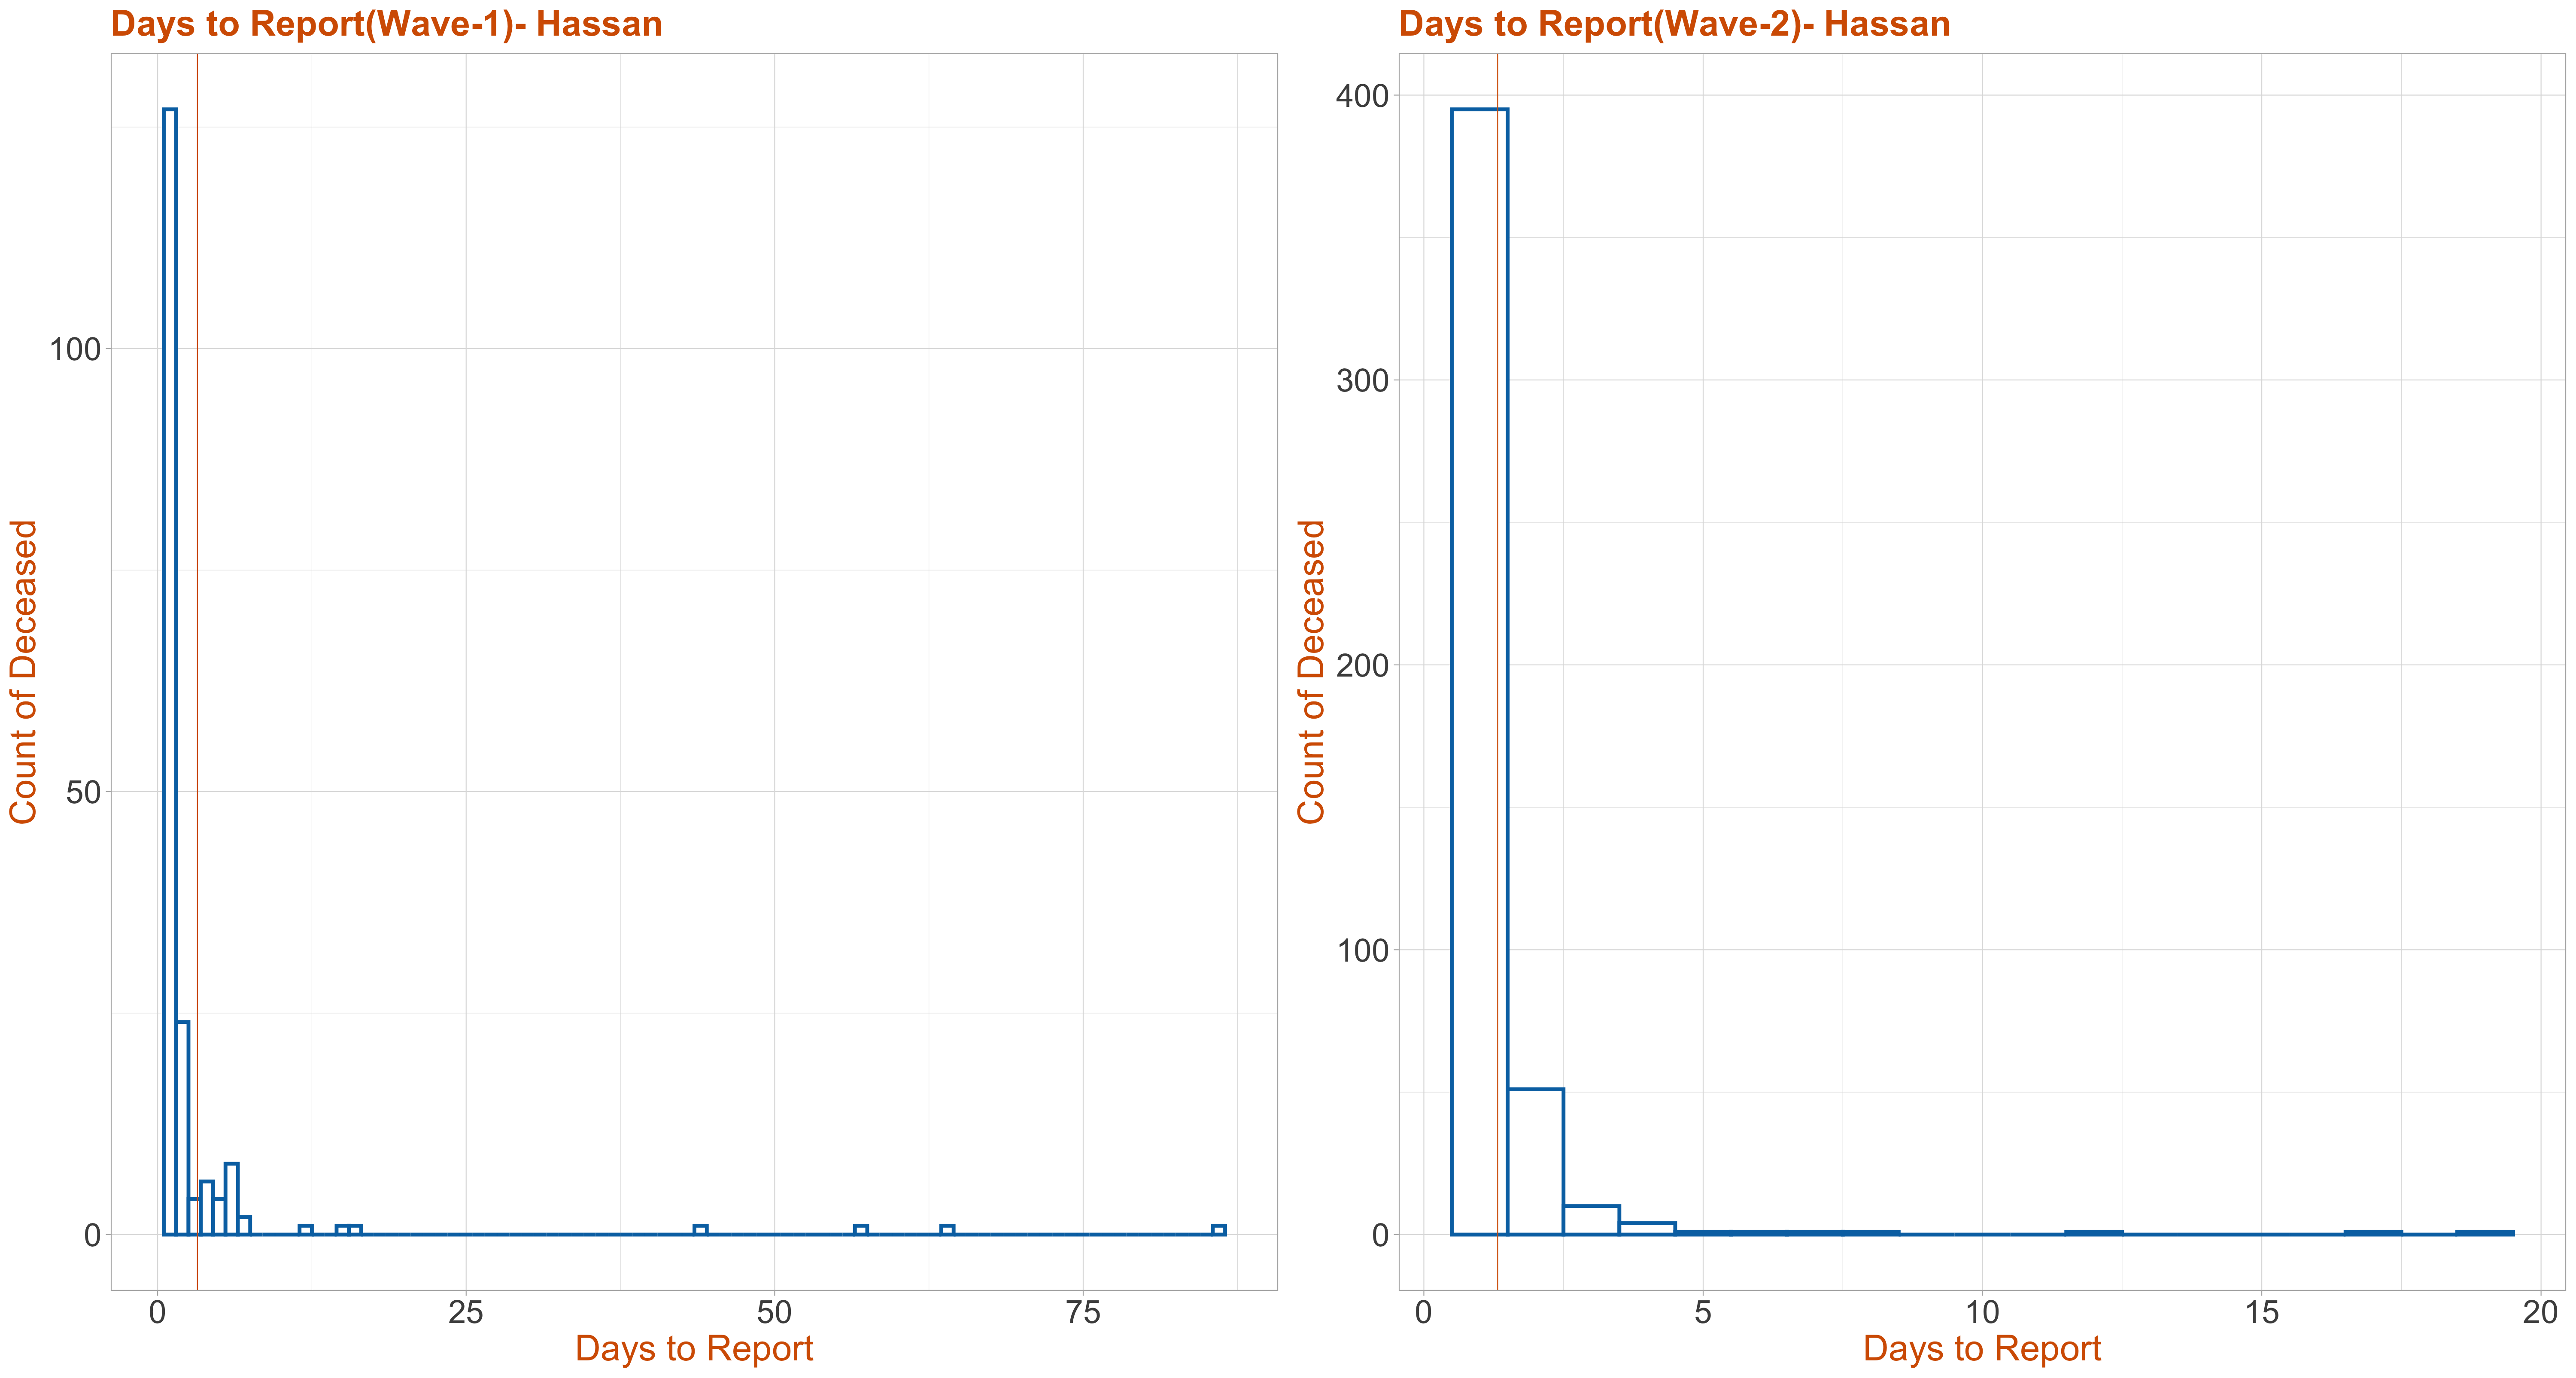 Days to Report(Wave-1)- Hassan
Count of Deceased
100
50
0
0 25 50 75
Days to Report
Days to Report(Wave-2)- Hassan
Count of Deceased
400
300
200
100
0
0 5 10 15 20
Days to Report